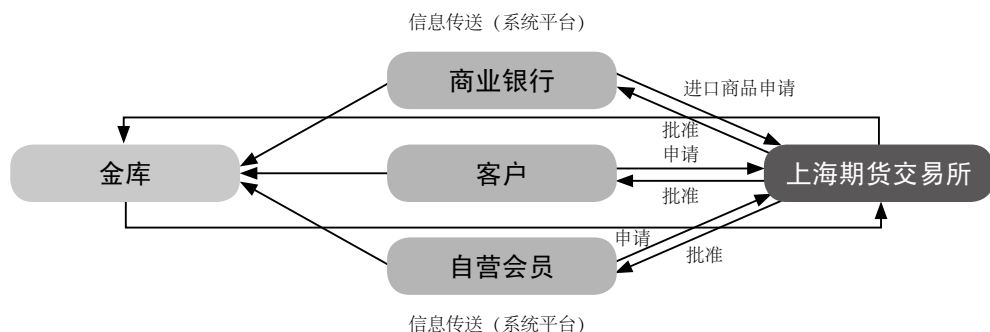 信息传送 (系统平台)
商业银行
进口商品申请
批准
申请
金库
客户
上海期货交易所
批准
申请
批准
自营会员
信息传送 (系统平台)